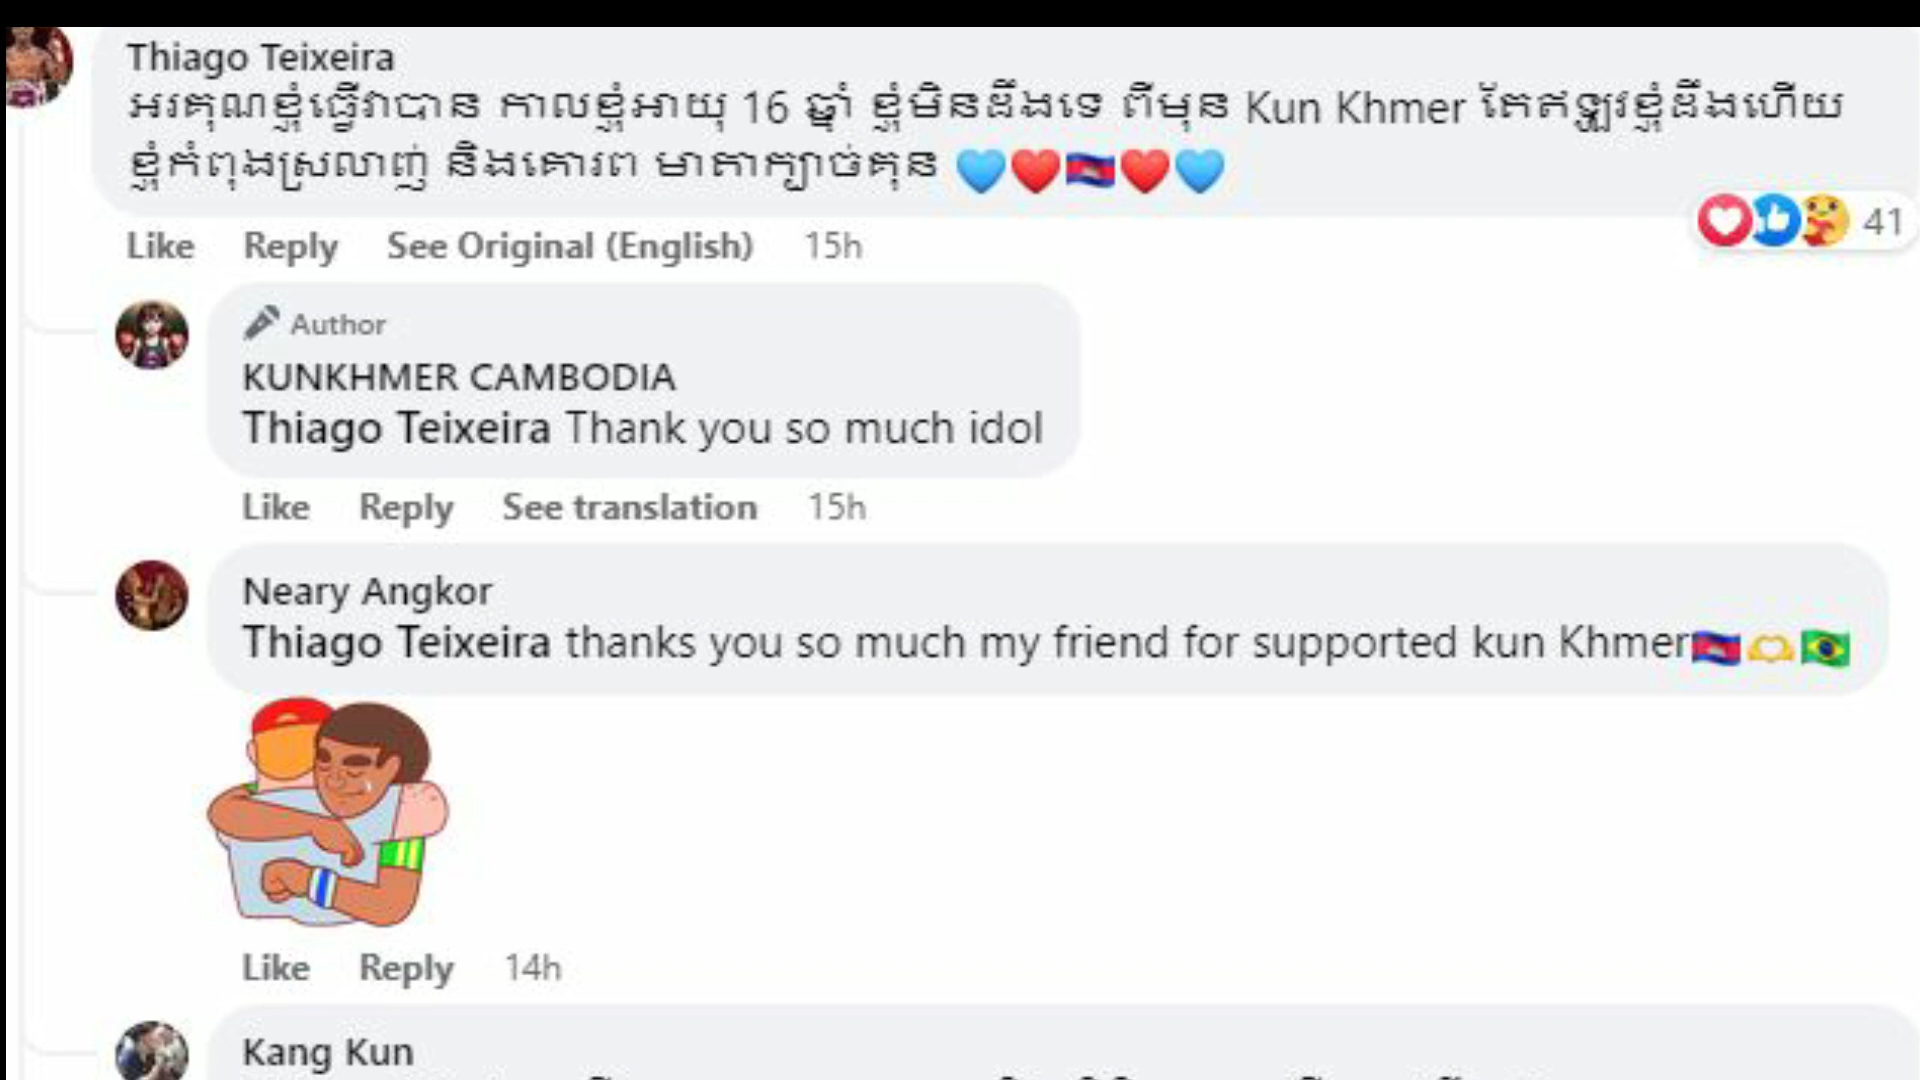 Thiago Teixeira
អរគុណខ្ញុំធ្វើវាបាន កាលខ្ញុំអាយុ 16 ឆ្នាំ ខ្ញុំមិនដឹងទេ ពីមុន Kun Khmer តែឥឡូវខ្ញុំដឹងហើយ
ខ្ញុំកំពុងស្រលាញ់ និងគោរព មាតាក្បាច់គុន 💙❤️🇰🇭❤️💙
41
Like Reply See Original (English) 15h
Author
KUNKHMER CAMBODIA
Thiago Teixeira Thank you so much idol
Like Reply See translation 15h
Neary Angkor
Thiago Teixeira thanks you so much my friend for supported kun Khmer🇰🇭🫶🇧🇷
Like Reply 14h
Kang Kun